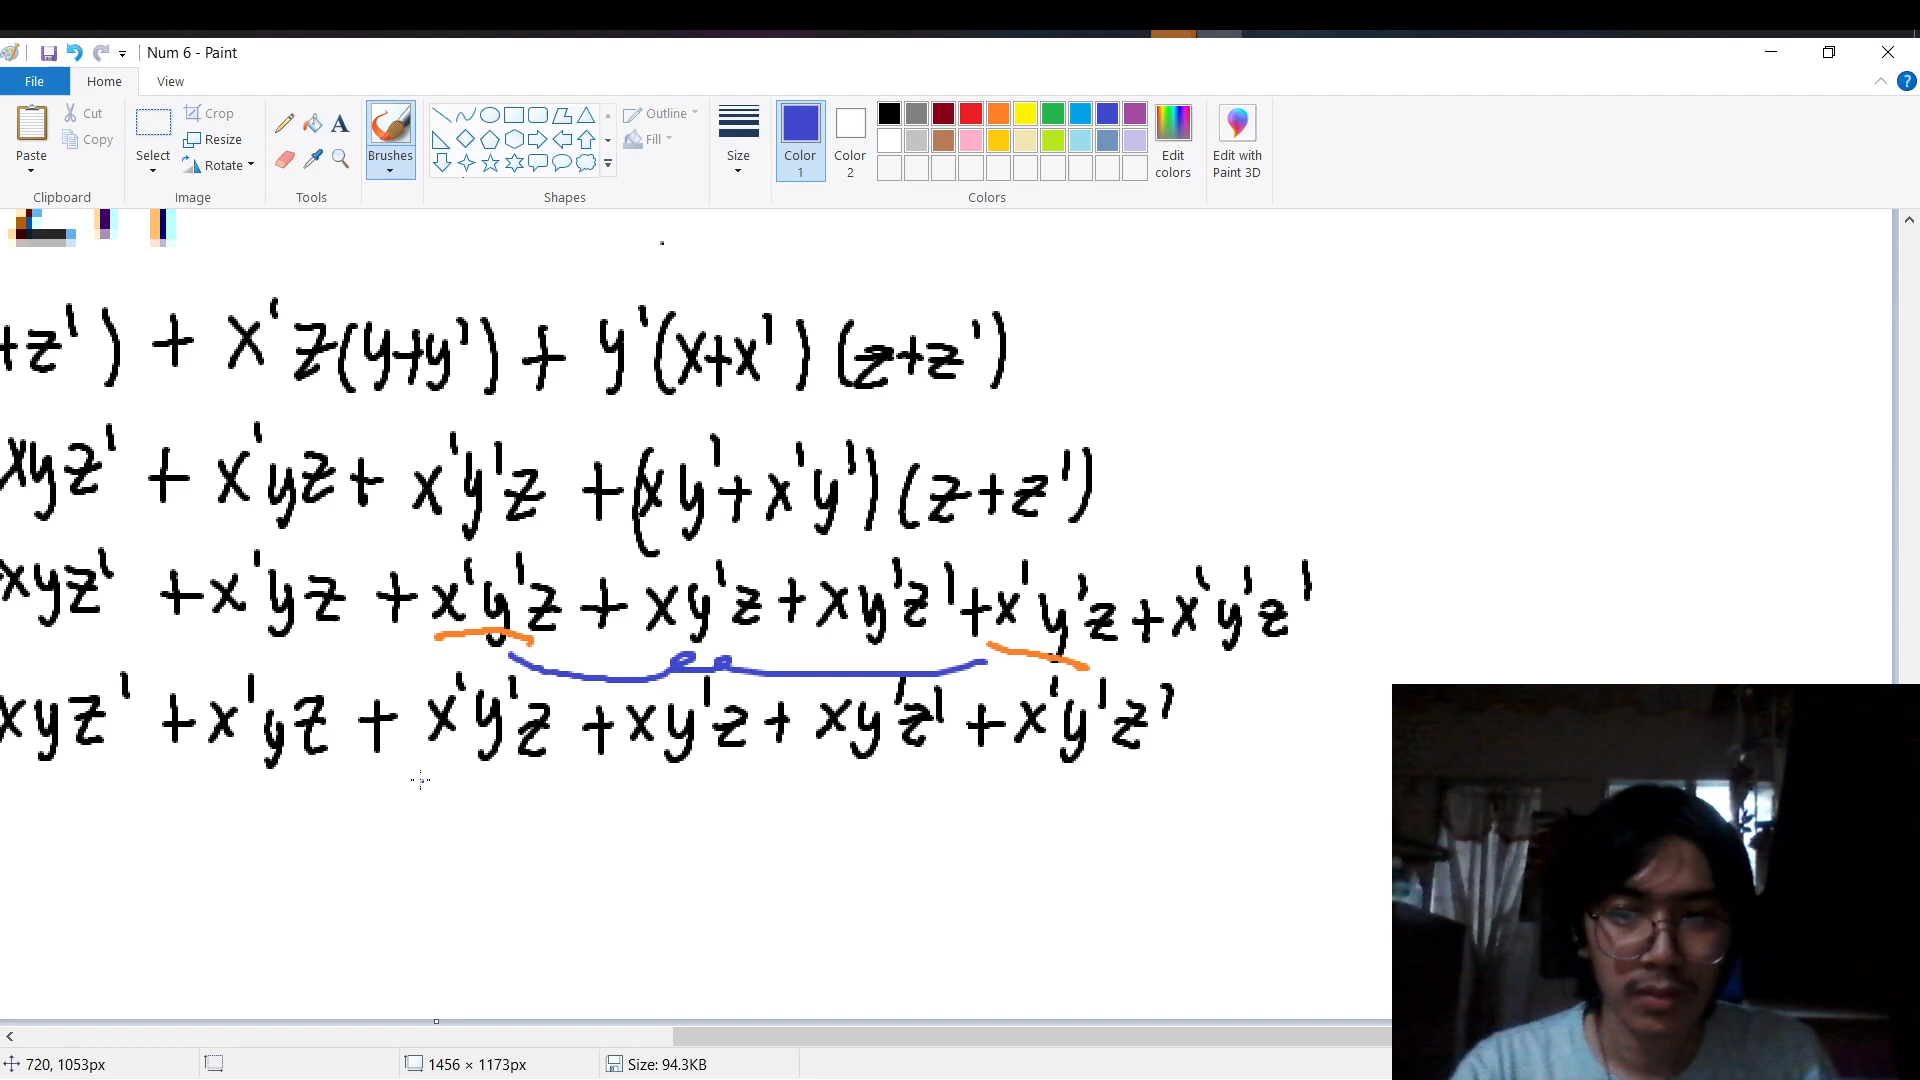 Num 6 - Paint
File Home View
Paste
Cut
Copy
Clipboard
Select
Crop
Resize
Rotate
Image
A
Tools
Brushes
Outline
Fill
Shapes
Size
Color 1
Color 2
Edit colors
Colors
Edit with Paint 3D
+z') + x'z(y+y') + y'(x+x')(z+z')
xyz' + x'yz + x'y'z + (xy'+x'y')(z+z')
xyz' + x'yz + x'y'z + xy'z + xy'z' + x'y'z + x'y'z'
xyz' + x'yz + x'y'z + xy'z + xy'z' + x'y'z'
720, 1053px
1456 × 1173px
Size: 94.3KB